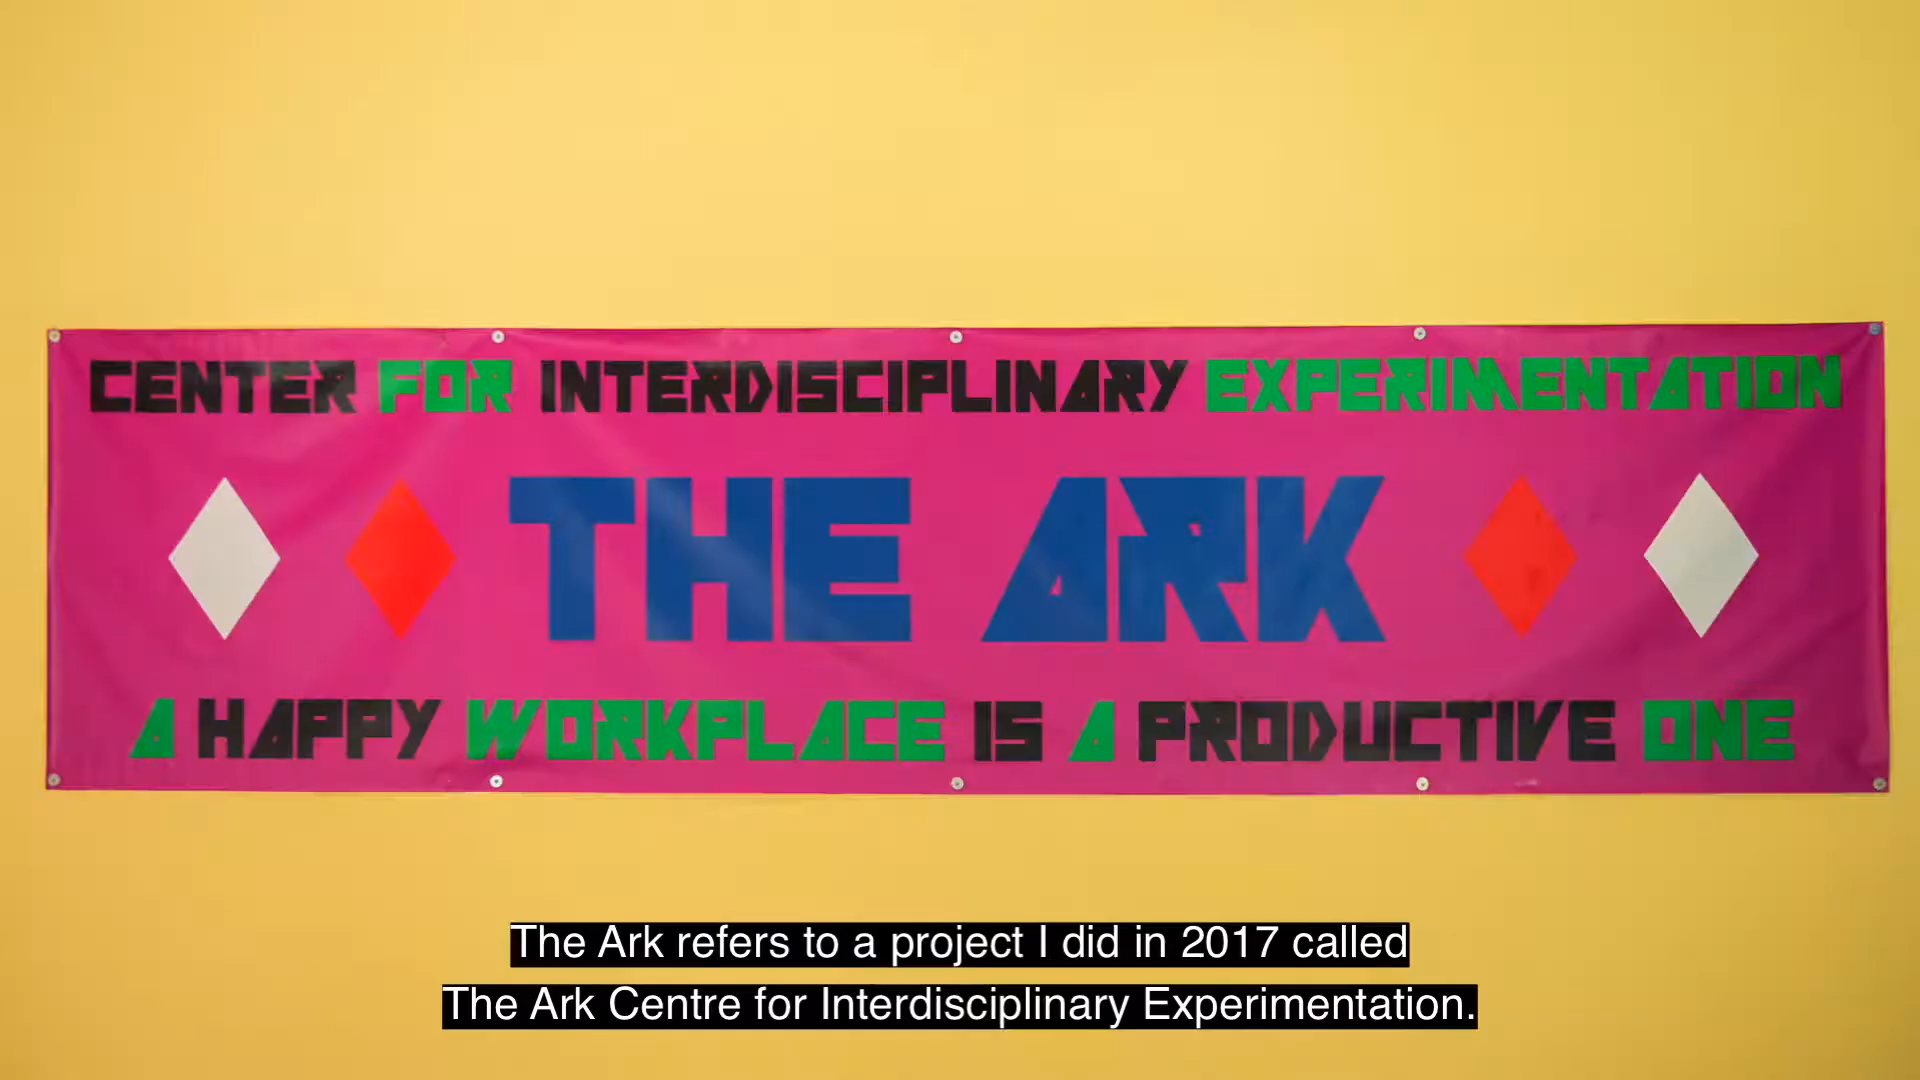 CENTER FOR INTERDISCIPLINARY EXPERIMENTATION
THE ARK
A HAPPY WORKPLACE IS A PRODUCTIVE ONE
The Ark refers to a project I did in 2017 called
The Ark Centre for Interdisciplinary Experimentation.